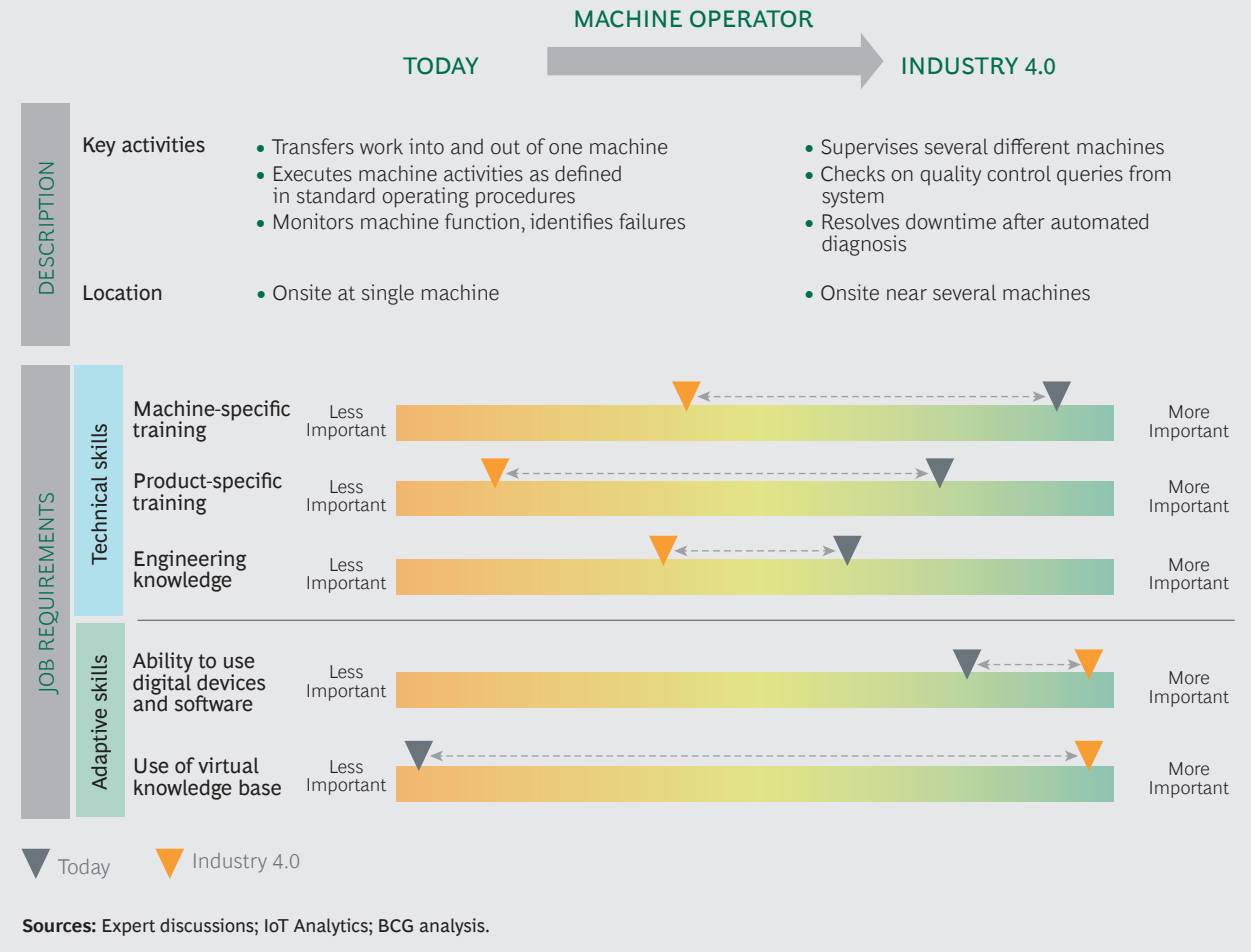 MACHINE OPERATOR
TODAY
INDUSTRY 4.0
DESCRIPTION
Key activities
• Transfers work into and out of one machine
• Executes machine activities as defined
in standard operating procedures
• Monitors machine function, identifies failures
• Supervises several different machines
• Checks on quality control queries from
system
• Resolves downtime after automated
diagnosis
Location
• Onsite at single machine
• Onsite near several machines
JOB REQUIREMENTS
Technical skills
Machine-specific
training
Less
Important
More
Important
Product-specific
training
Less
Important
More
Important
Engineering
knowledge
Less
Important
More
Important
Adaptive skills
Ability to use
digital devices
and software
Less
Important
More
Important
Use of virtual
knowledge base
Less
Important
More
Important
Today
Industry 4.0
Sources: Expert discussions; IoT Analytics; BCG analysis.